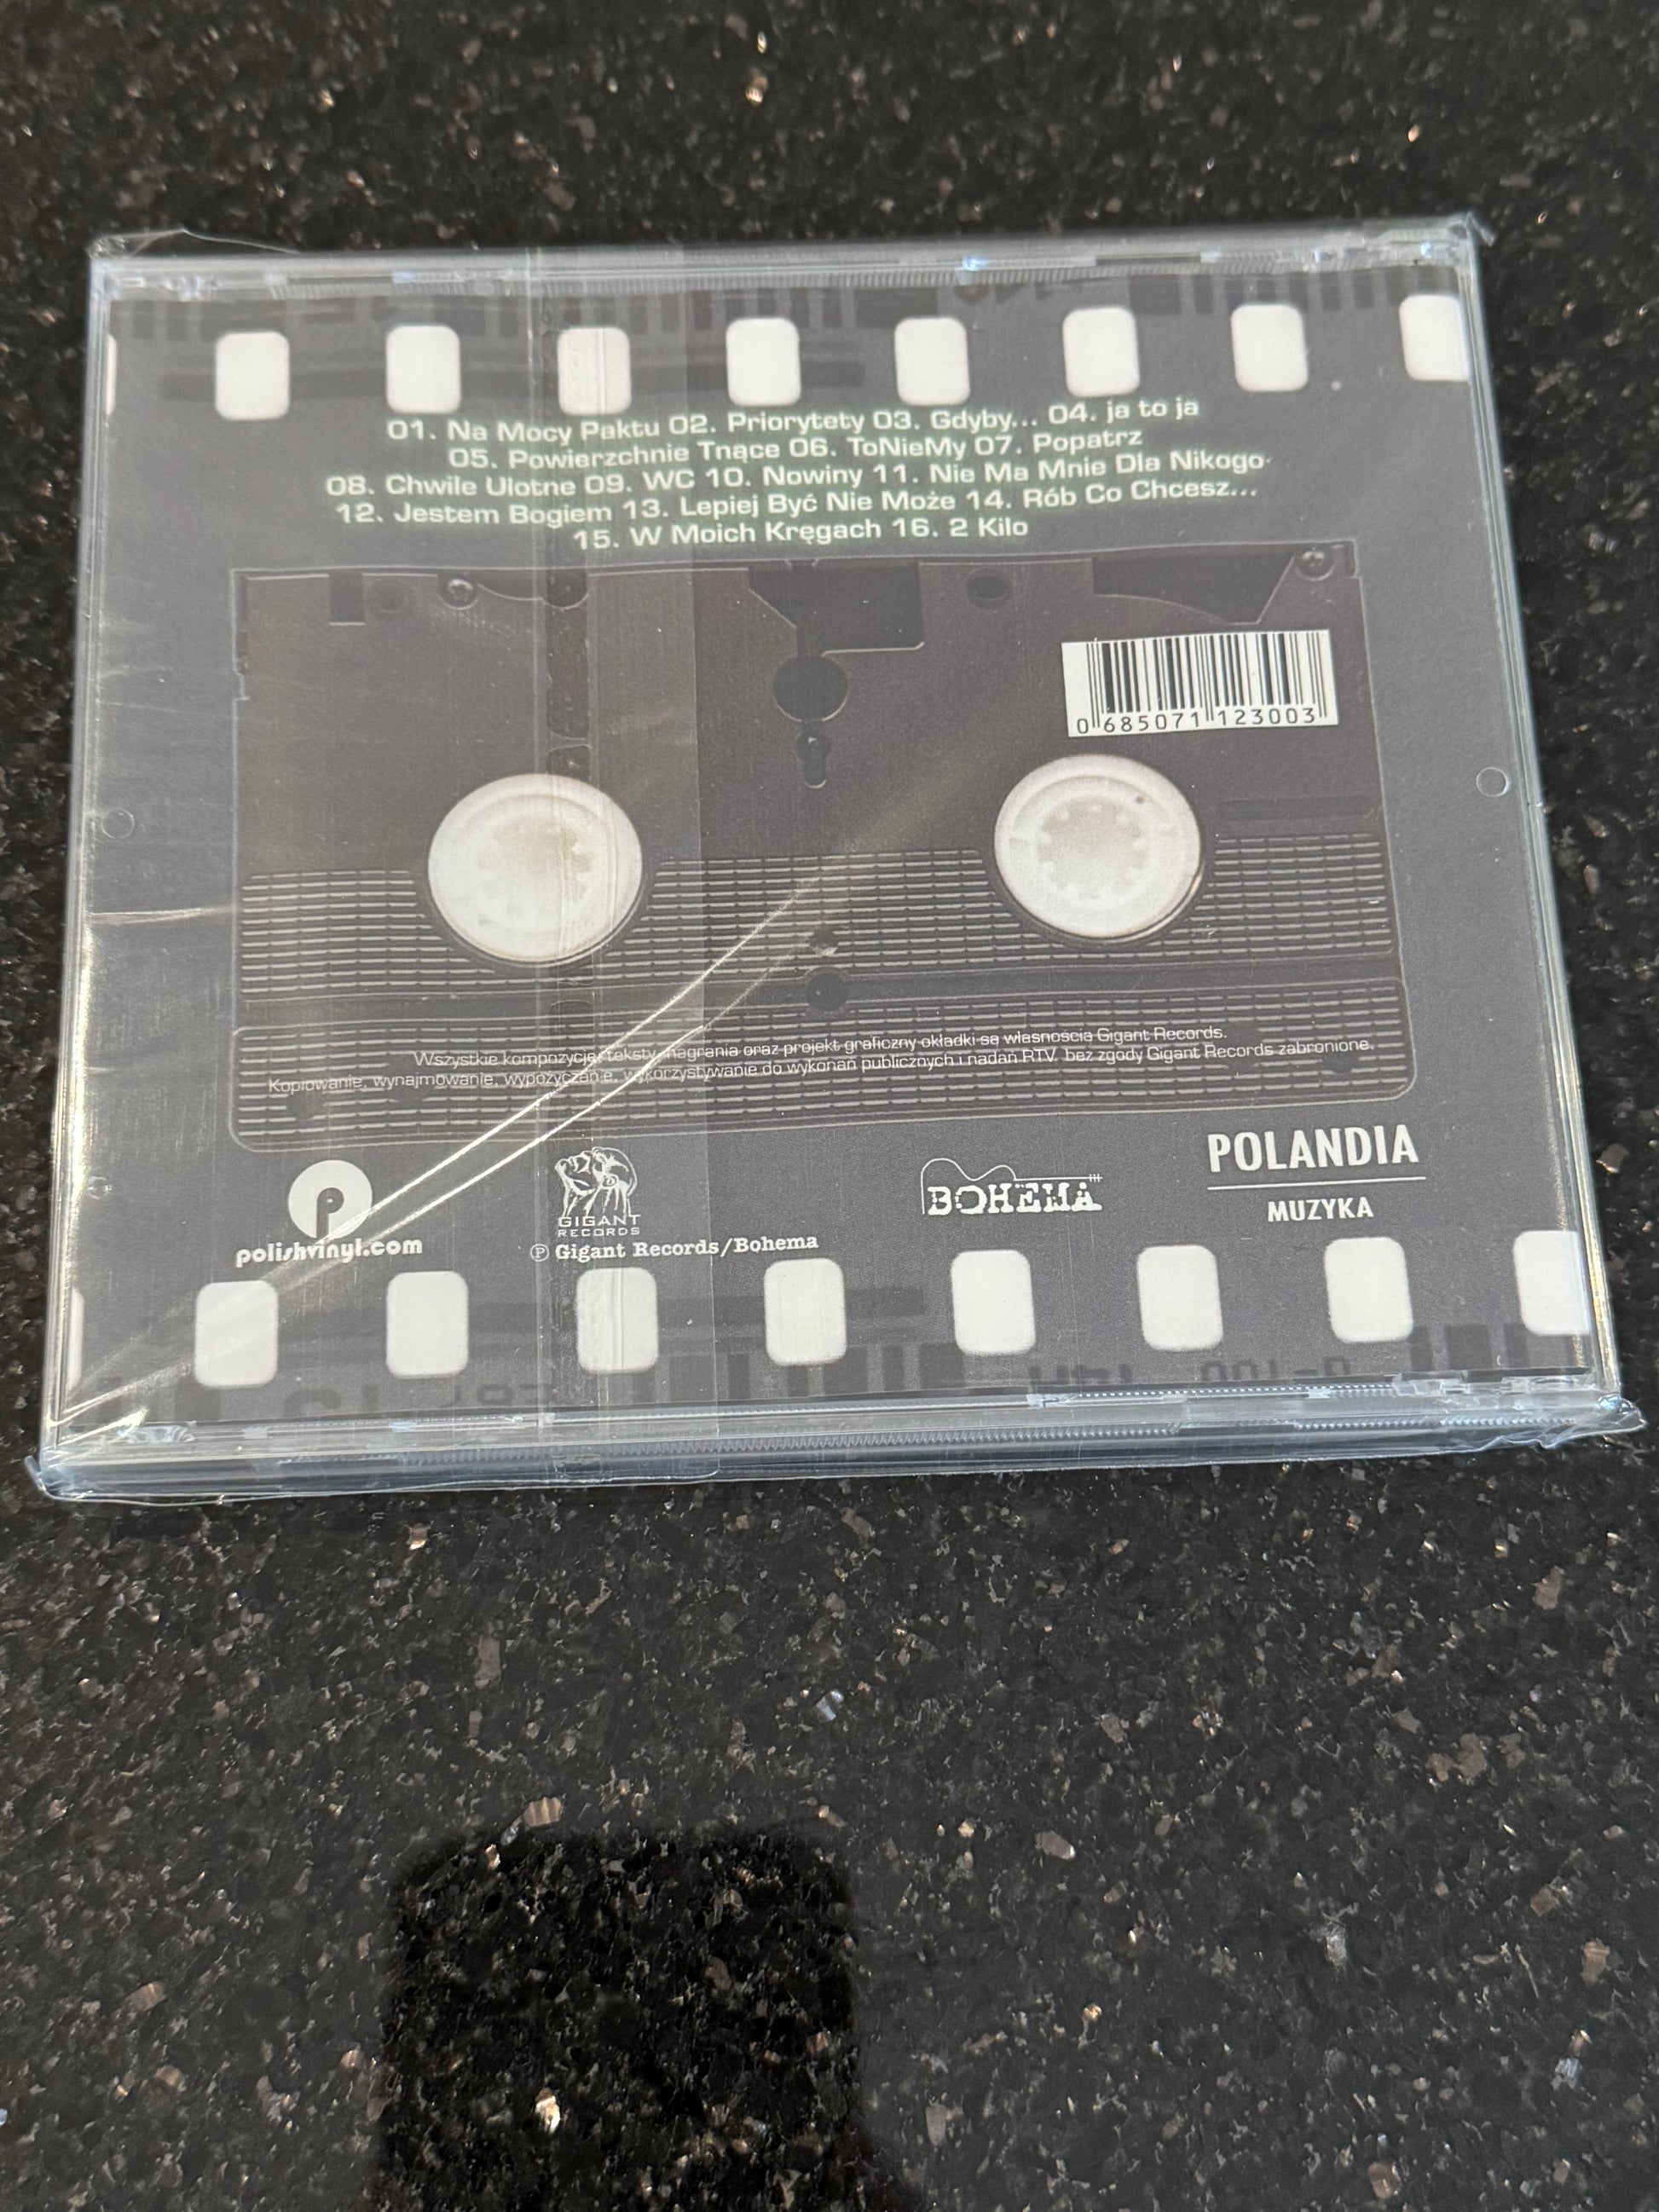 01. Na Mocy Paktu 02. Priorytety 03. Gdyby... 04. ja to ja
05. Powierzchnie Tnące 06. ToNieMy 07. Popatrz
08. Chwile Ulotne 09. WC 10. Nowiny 11. Nie Ma Mnie Dla Nikogo
12. Jestem Bogiem 13. Lepiej Być Nie Może 14. Rób Co Chcesz...
15. W Moich Kręgach 16. 2 Kilo
0 685071 123003
Wszystkie kompozycje, teksty, nagrania oraz projekt graficzny okładki są własnością Gigant Records.
Kopiowanie, wynajmowanie, wypożyczanie, wykorzystywanie do wykonań publicznych i nadań RTV. bez zgody Gigant Records zabronione.
P
polishvinyl.com
GIGANT
RECORDS
℗ Gigant Records/Bohema
BOHEMA
POLANDIA
MUZYKA